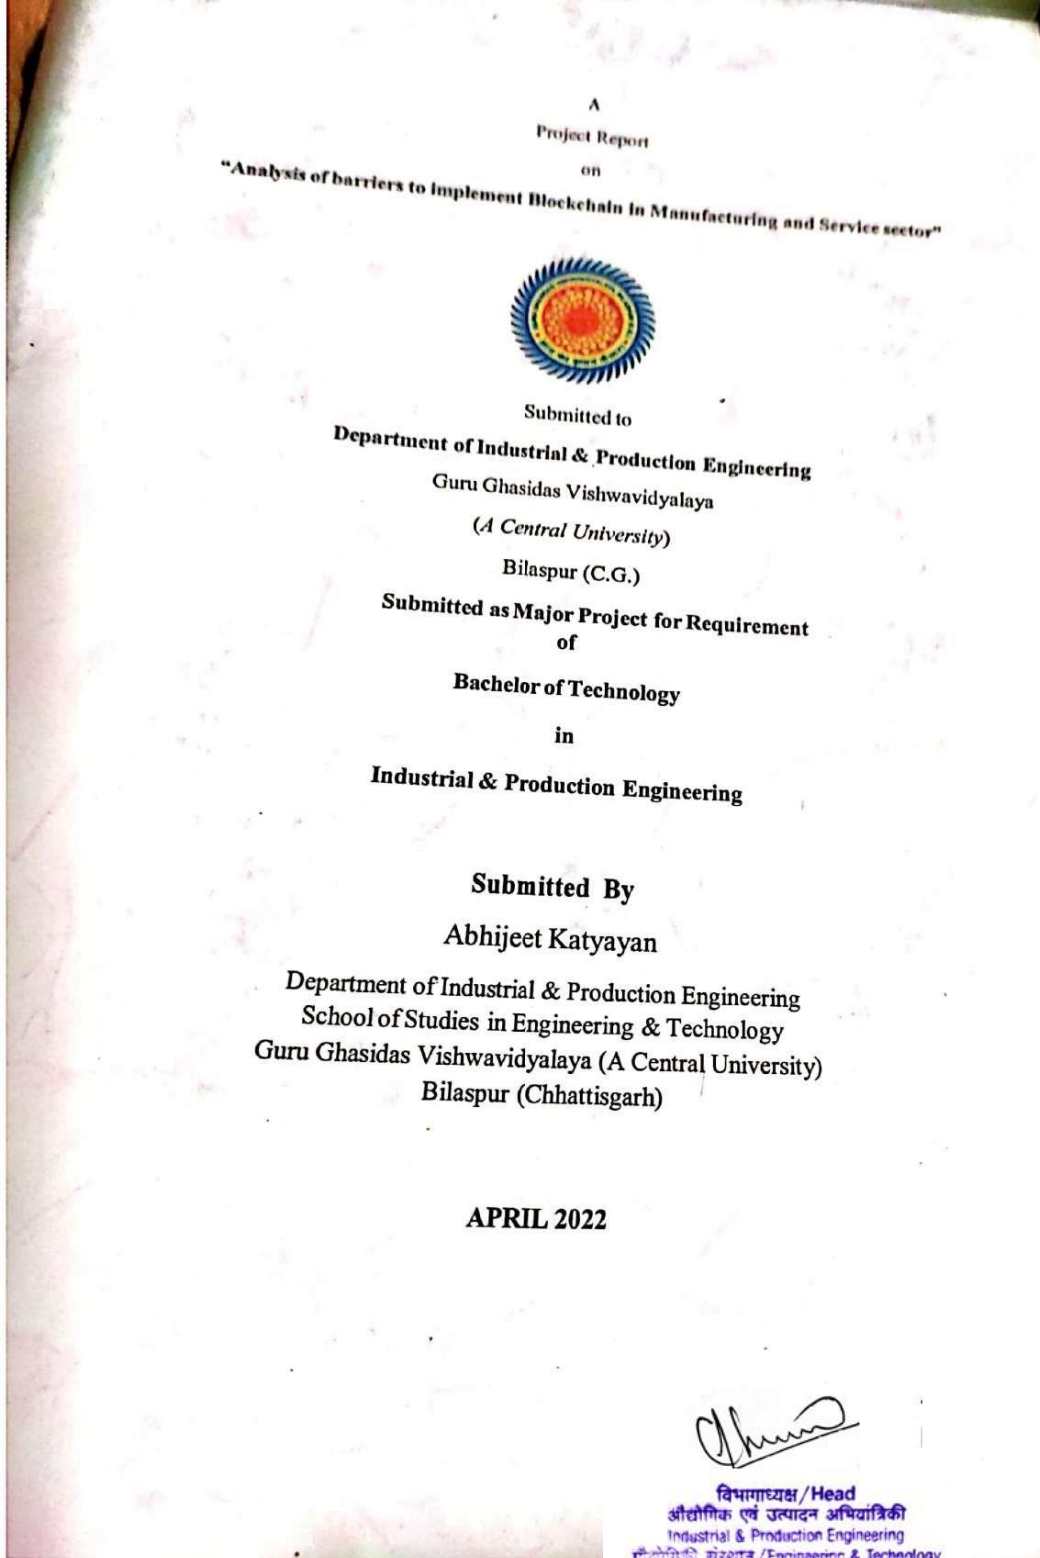 A
Project Report
on
“Analysis of barriers to implement Blockchain in Manufacturing and Service sector”
Submitted to
Department of Industrial & Production Engineering
Guru Ghasidas Vishwavidyalaya
(A Central University)
Bilaspur (C.G.)
Submitted as Major Project for Requirement
of
Bachelor of Technology
in
Industrial & Production Engineering
Submitted By
Abhijeet Katyayan
Department of Industrial & Production Engineering
School of Studies in Engineering & Technology
Guru Ghasidas Vishwavidyalaya (A Central University)
Bilaspur (Chhattisgarh)
APRIL 2022
विभागाध्यक्ष/Head
औद्योगिक एवं उत्पादन अभियांत्रिकी
Industrial & Production Engineering
/Engineering & Technology